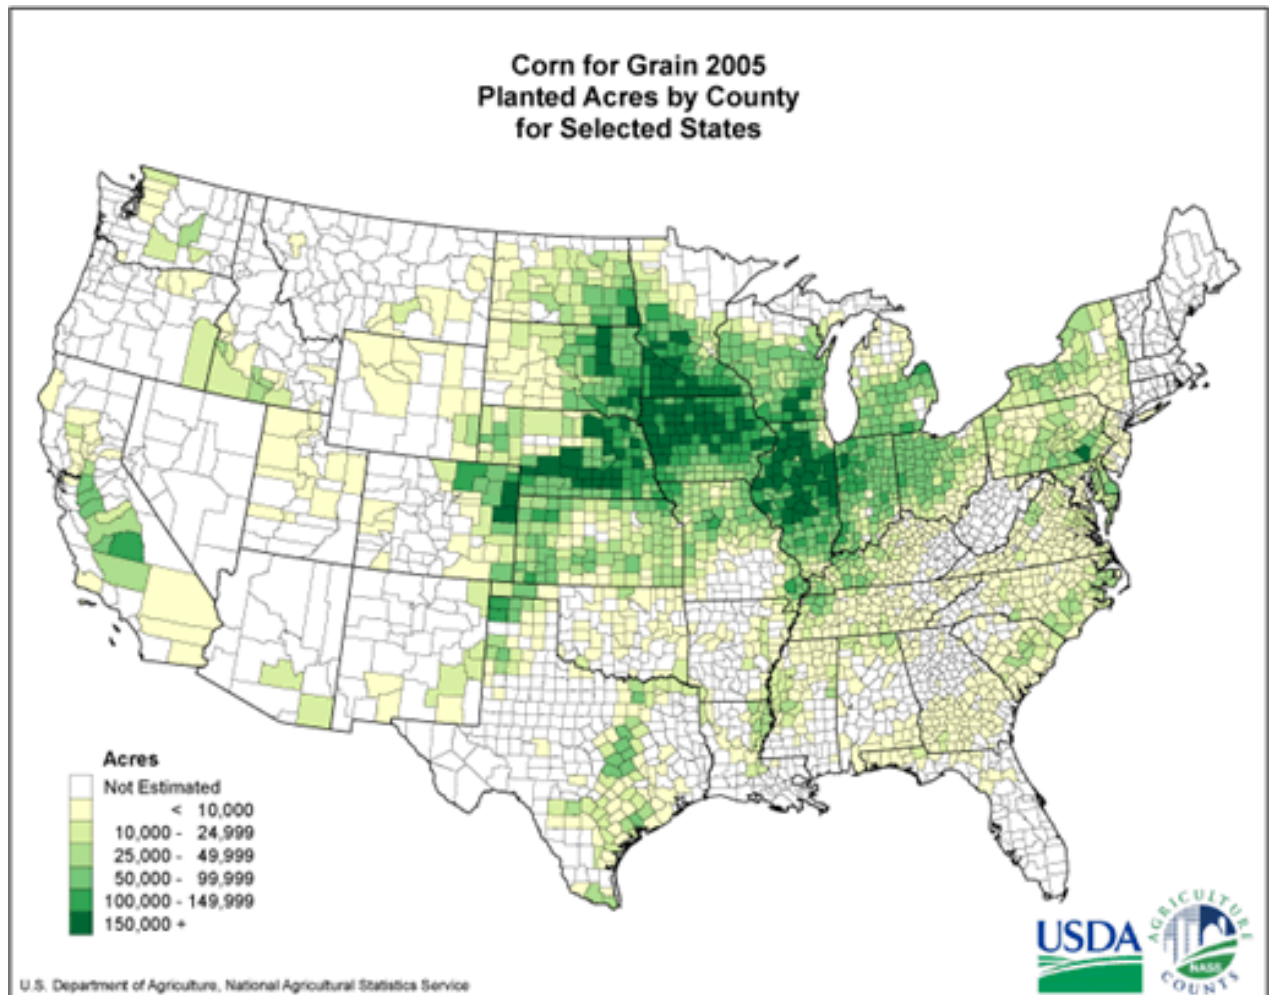 Corn for Grain 2005
Planted Acres by County
for Selected States
Acres
Not Estimated
< 10,000
10,000 - 24,999
25,000 - 49,999
50,000 - 99,999
100,000 - 149,999
150,000 +
U.S. Department of Agriculture, National Agricultural Statistics Service
USDA
AGRICULTURE
NASS
COUNTS